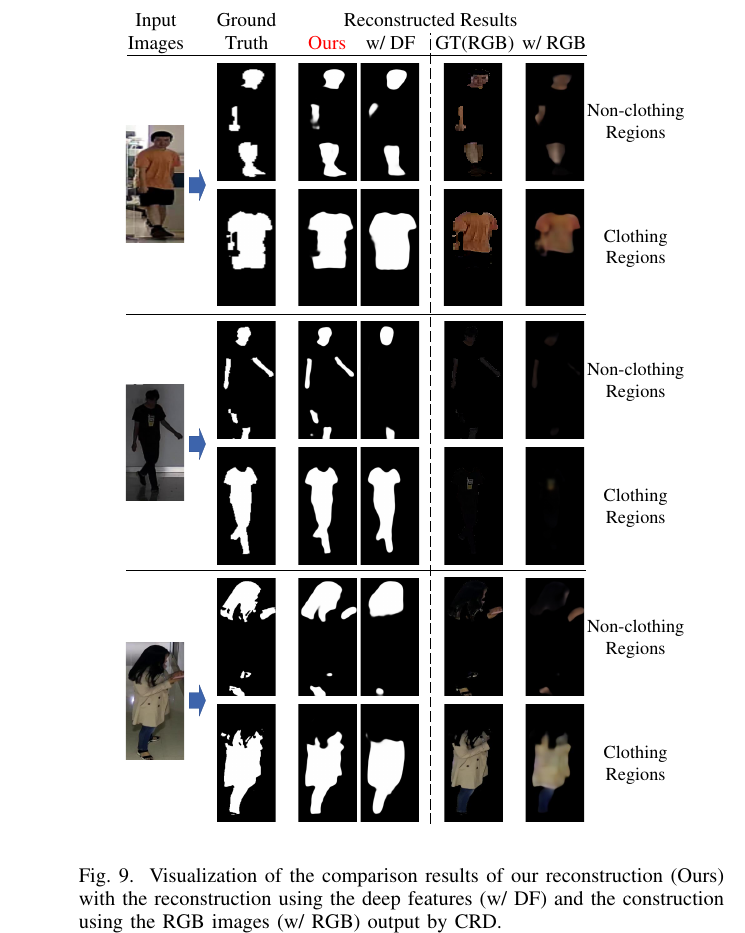 Input Ground Reconstructed Results
Images Truth Ours w/ DF GT(RGB) w/ RGB
Non-clothing
Regions
Clothing
Regions
Non-clothing
Regions
Clothing
Regions
Non-clothing
Regions
Clothing
Regions
Fig. 9. Visualization of the comparison results of our reconstruction (Ours)
with the reconstruction using the deep features (w/ DF) and the construction
using the RGB images (w/ RGB) output by CRD.